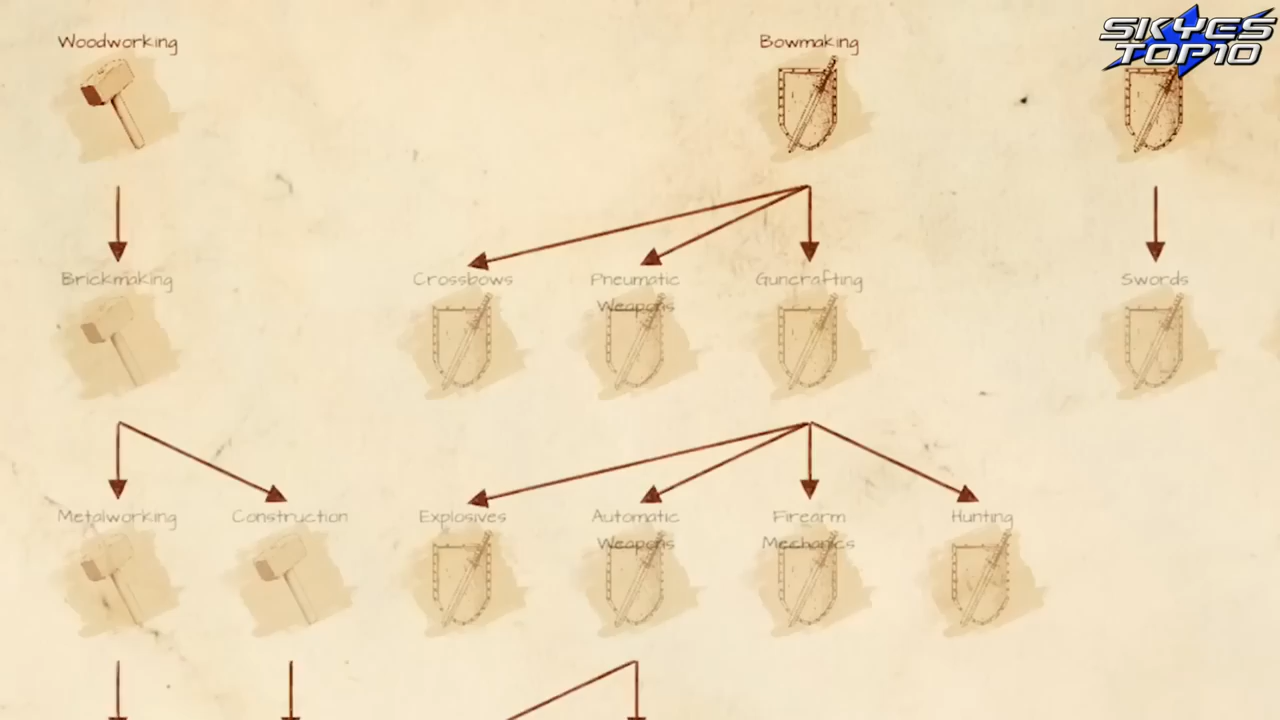 SKYES
TOP10
Woodworking
Bowmaking
Brickmaking
Crossbows
Pneumatic
Weapons
Guncrafting
Swords
Metalworking
Construction
Explosives
Automatic
Weapons
Firearm
Mechanics
Hunting